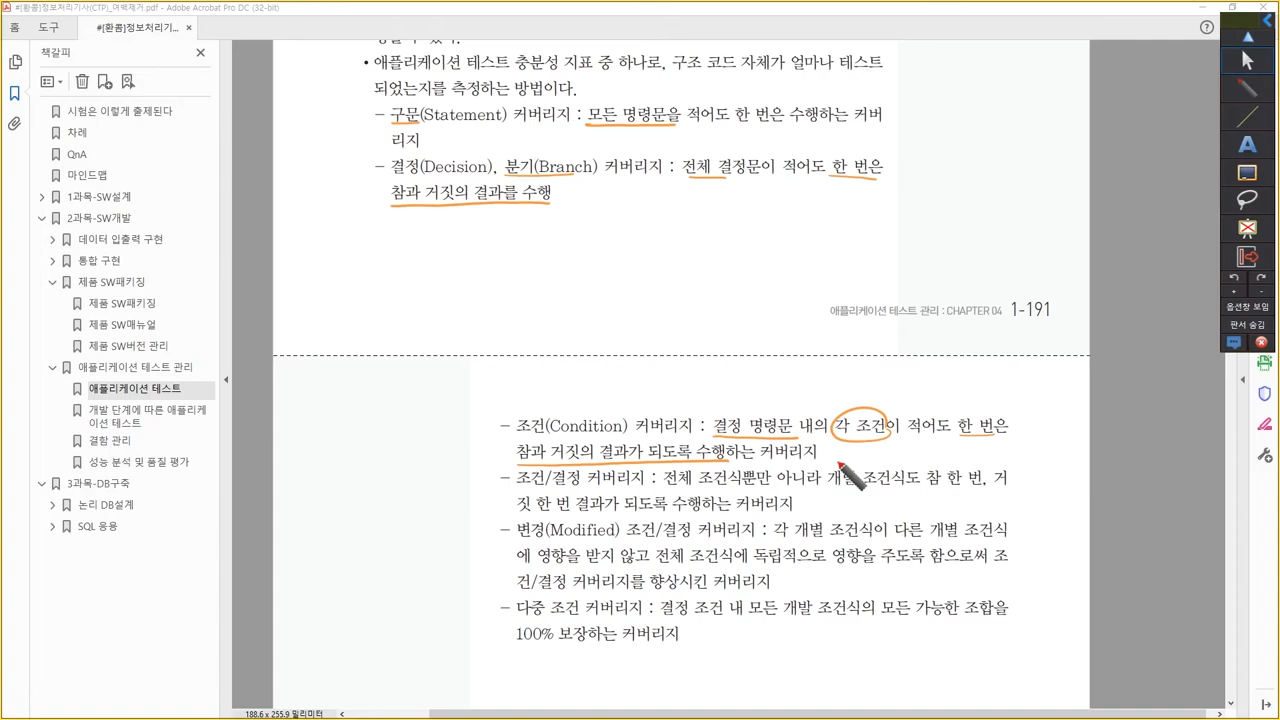 #[환콤]정보처리기사(CTP)_여백제거.pdf - Adobe Acrobat Pro DC (32-bit)
홈
도구
#[환콤]정보처리기...
×
책갈피
시험은 이렇게 출제된다
차례
QnA
마인드맵
1과목-SW설계
2과목-SW개발
데이터 입출력 구현
통합 구현
제품 SW패키징
제품 SW패키징
제품 SW매뉴얼
제품 SW버전 관리
애플리케이션 테스트 관리
애플리케이션 테스트
개발 단계에 따른 애플리케
이션 테스트
결함 관리
성능 분석 및 품질 평가
3과목-DB구축
논리 DB설계
SQL 응용
• 애플리케이션 테스트 충분성 지표 중 하나로, 구조 코드 자체가 얼마나 테스트
되었는지를 측정하는 방법이다.
– 구문(Statement) 커버리지 : 모든 명령문을 적어도 한 번은 수행하는 커버
리지
– 결정(Decision), 분기(Branch) 커버리지 : 전체 결정문이 적어도 한 번은
참과 거짓의 결과를 수행
애플리케이션 테스트 관리 : CHAPTER 04 1-191
– 조건(Condition) 커버리지 : 결정 명령문 내의 각 조건이 적어도 한 번은
참과 거짓의 결과가 되도록 수행하는 커버리지
– 조건/결정 커버리지 : 전체 조건식뿐만 아니라 개별 조건식도 참 한 번, 거
짓 한 번 결과가 되도록 수행하는 커버리지
– 변경(Modified) 조건/결정 커버리지 : 각 개별 조건식이 다른 개별 조건식
에 영향을 받지 않고 전체 조건식에 독립적으로 영향을 주도록 함으로써 조
건/결정 커버리지를 향상시킨 커버리지
– 다중 조건 커버리지 : 결정 조건 내 모든 개발 조건식의 모든 가능한 조합을
100% 보장하는 커버리지
188.6 x 255.9 밀리미터
A
옵션창 보임
판서 숨김